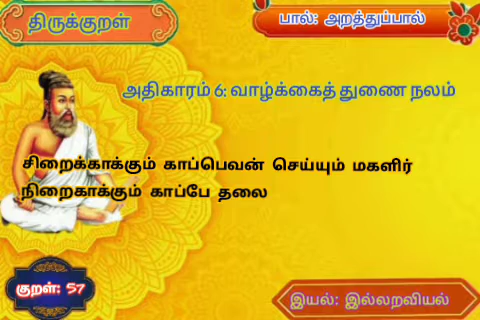 திருக்குறள்
பால்: அறத்துப்பால்
அதிகாரம் 6: வாழ்க்கைத் துணை நலம்
சிறைக்காக்கும் காப்பெவன் செய்யும் மகளிர்
நிறைகாக்கும் காப்பே தலை
குறள்: 57
இயல்: இல்லறவியல்